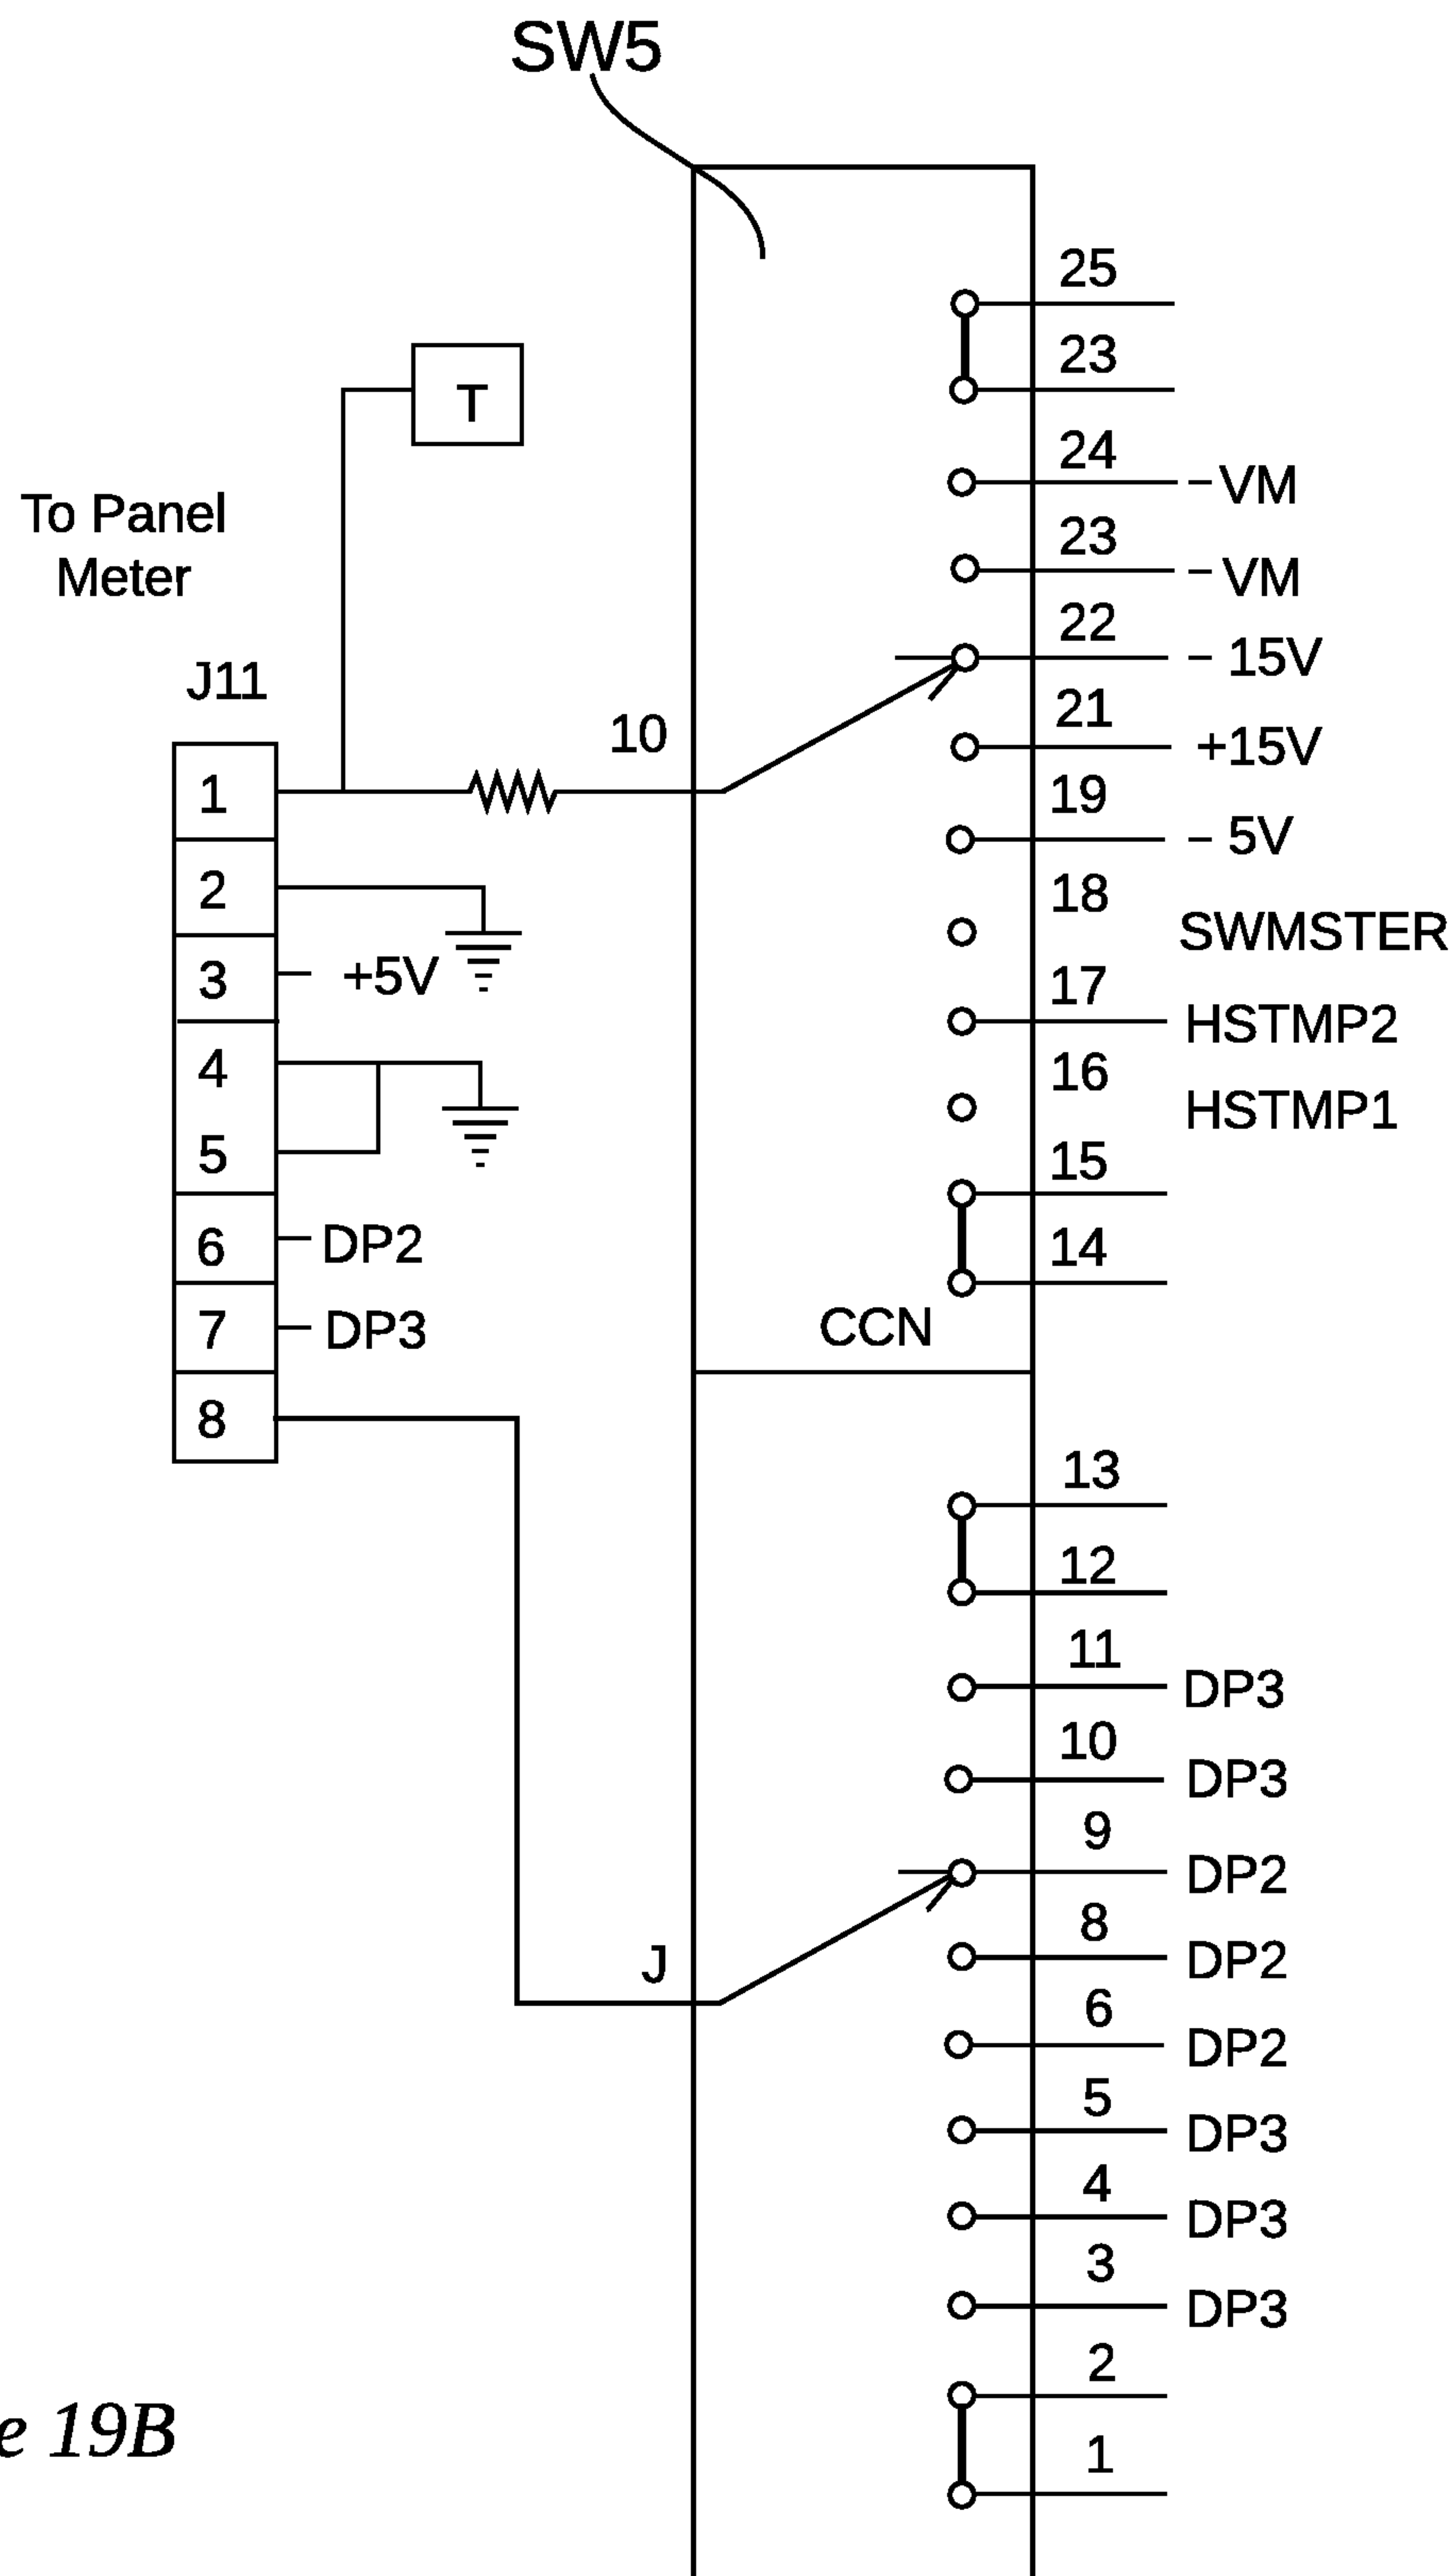 SW5
25
23
T
24
– VM
To Panel
Meter
23
– VM
22
– 15V
J11
21
+15V
10
1
19
– 5V
2
18
SWMSTER
3
+5V
17
HSTMP2
4
16
HSTMP1
5
15
6
DP2
14
7
DP3
CCN
8
13
12
11
DP3
10
DP3
9
DP2
8
DP2
J
6
DP2
5
DP3
4
DP3
3
DP3
2
e 19B
1